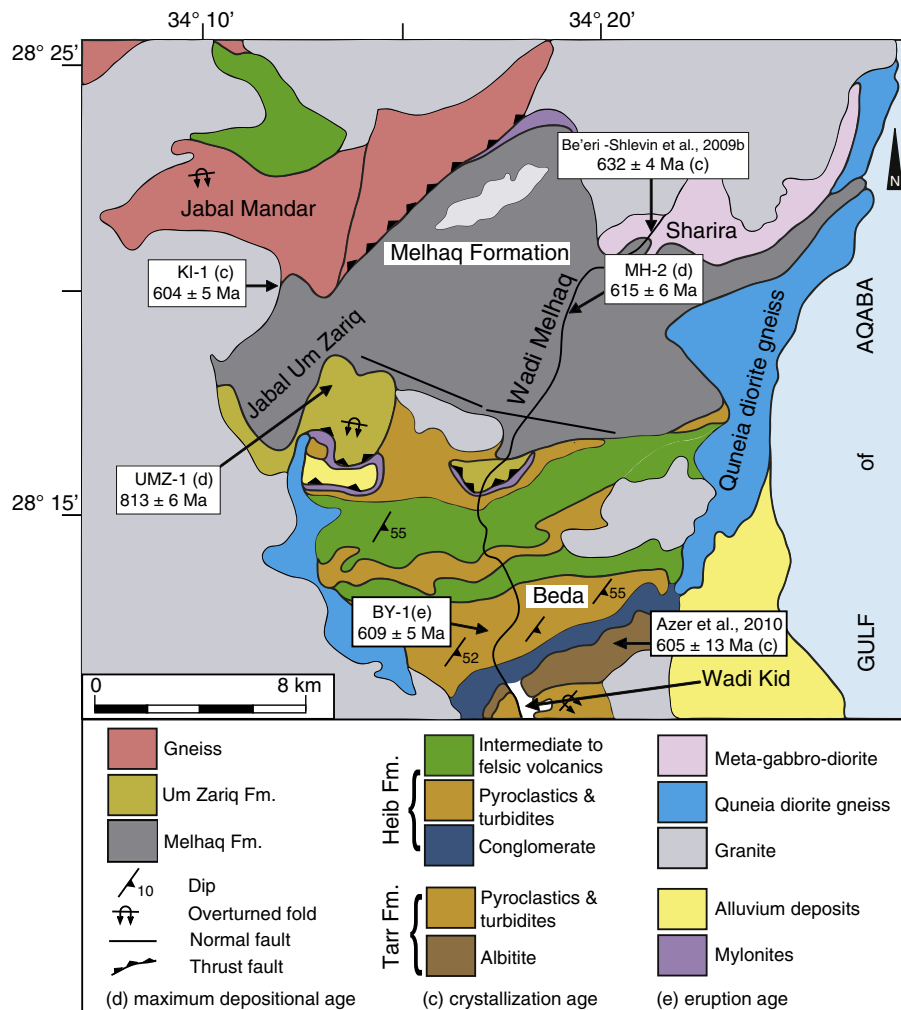 34° 10'
34° 20'
28° 25'
Be'eri -Shlevin et al., 2009b
632 ± 4 Ma (c)
N
Jabal Mandar
Sharira
Melhaq Formation
KI-1 (c)
604 ± 5 Ma
MH-2 (d)
615 ± 6 Ma
AQABA
Jabal Um Zariq
Wadi Melhaq
Quneia diorite gneiss
of
UMZ-1 (d)
813 ± 6 Ma
28° 15'
55
Beda
55
BY-1(e)
609 ± 5 Ma
52
Azer et al., 2010
605 ± 13 Ma (c)
GULF
Wadi Kid
0
8 km
Gneiss
Um Zariq Fm.
Melhaq Fm.
10
Dip
Overturned fold
Normal fault
Thrust fault
(d) maximum depositional age
Heib Fm.
Intermediate to
felsic volcanics
Pyroclastics &
turbidites
Conglomerate
Tarr Fm.
Pyroclastics &
turbidites
Albitite
(c) crystallization age
Meta-gabbro-diorite
Quneia diorite gneiss
Granite
Alluvium deposits
Mylonites
(e) eruption age